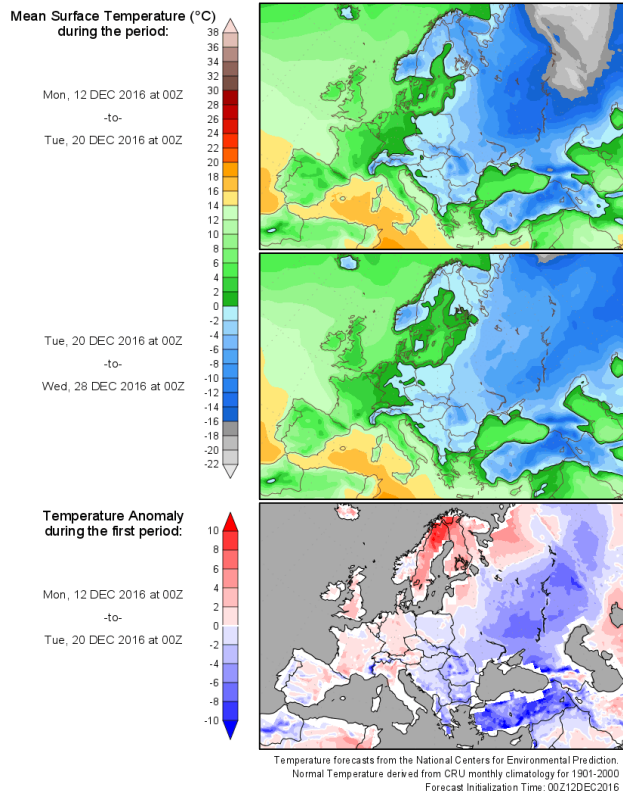 Mean Surface Temperature (°C)
during the period:
Mon, 12 DEC 2016 at 00Z
-to-
Tue, 20 DEC 2016 at 00Z
38
36
34
32
30
28
26
24
22
20
18
16
14
12
10
8
6
4
2
0
-2
-4
-6
-8
-10
-12
-14
-16
-18
-20
-22
Tue, 20 DEC 2016 at 00Z
-to-
Wed, 28 DEC 2016 at 00Z
Temperature Anomaly
during the first period:
Mon, 12 DEC 2016 at 00Z
-to-
Tue, 20 DEC 2016 at 00Z
10
8
6
4
2
0
-2
-4
-6
-8
-10
Temperature forecasts from the National Centers for Environmental Prediction.
Normal Temperature derived from CRU monthly climatology for 1901-2000
Forecast Initialization Time: 00Z12DEC2016